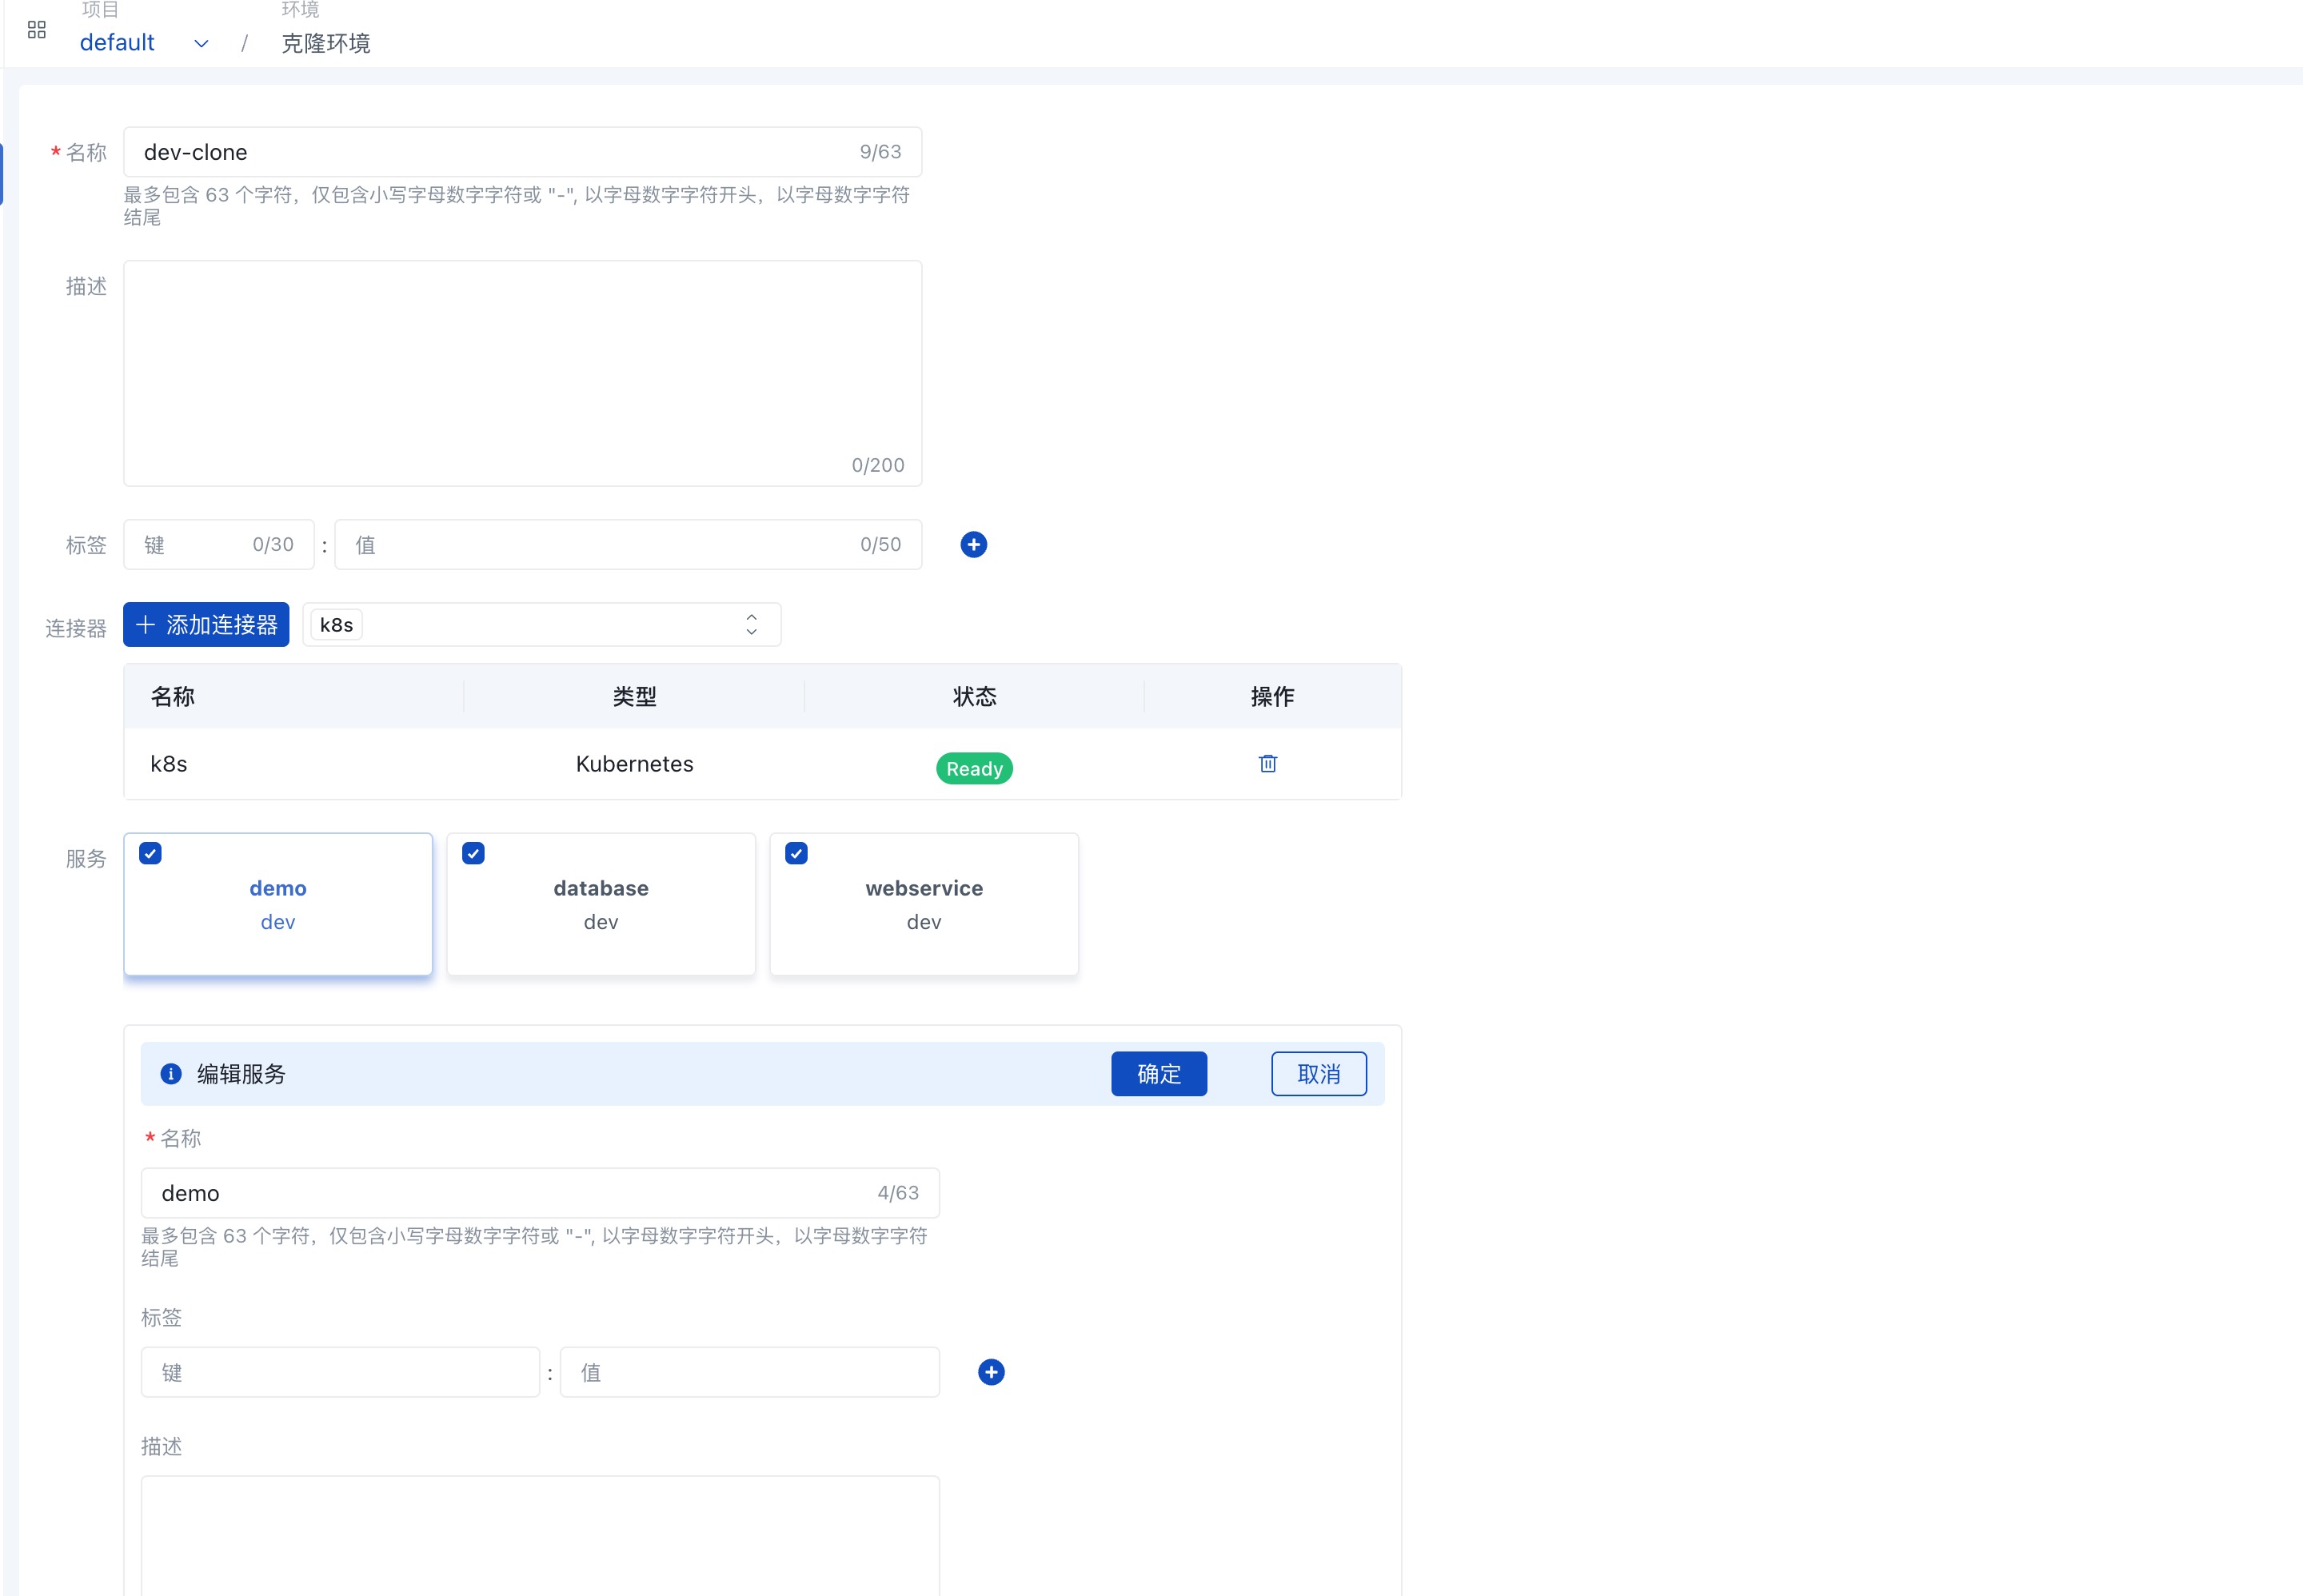 项目
环境
default
/
克隆环境
* 名称
dev-clone
9/63
最多包含 63 个字符，仅包含小写字母数字字符或 "-", 以字母数字字符开头，以字母数字字符
结尾
描述
0/200
标签
键
0/30
:
值
0/50
连接器
添加连接器
k8s
名称
类型
状态
操作
k8s
Kubernetes
Ready
服务
demo
dev
database
dev
webservice
dev
编辑服务
确定
取消
* 名称
demo
4/63
最多包含 63 个字符，仅包含小写字母数字字符或 "-", 以字母数字字符开头，以字母数字字符
结尾
标签
键
:
值
描述